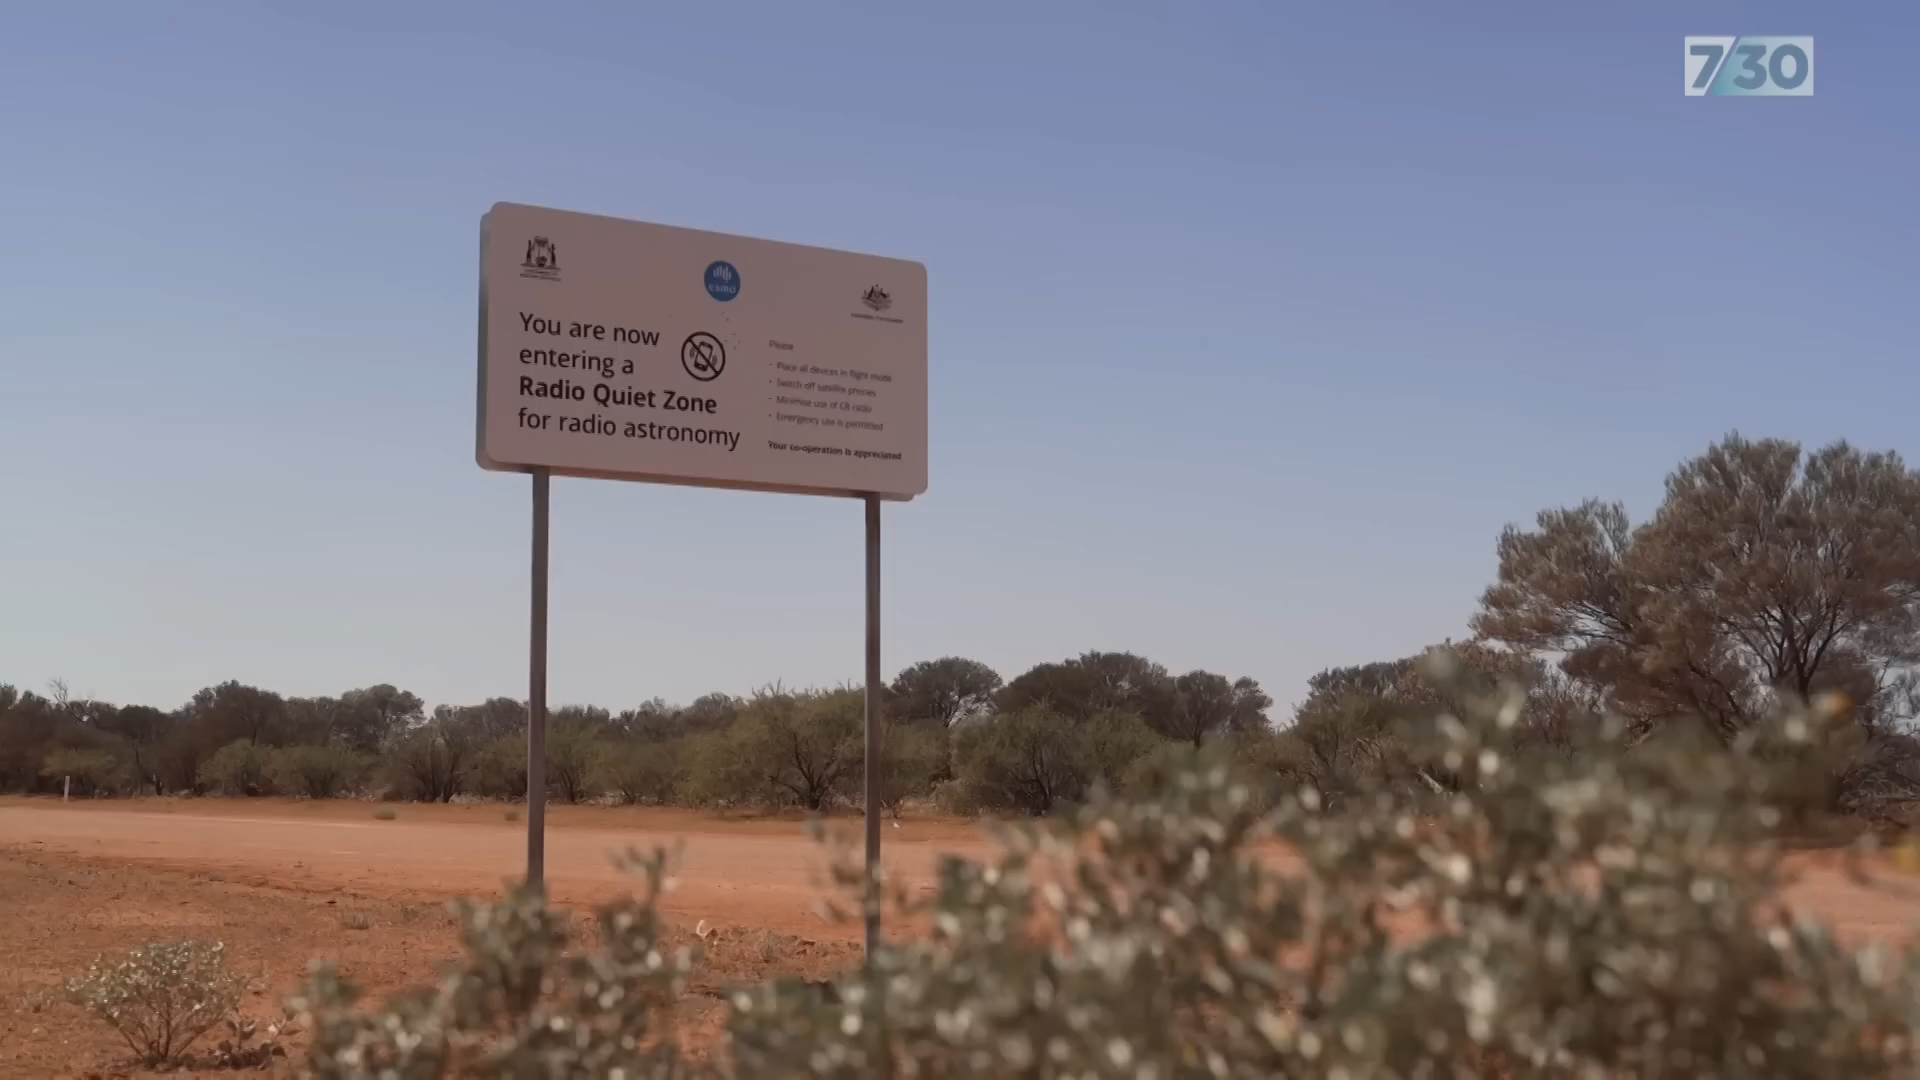 7/30
CSIRO
You are now
entering a
Radio Quiet Zone
for radio astronomy
Please
- Place all devices in flight mode
- Switch off satellite phones
- Minimise use of CB radio
- Emergency use is permitted
Your co-operation is appreciated